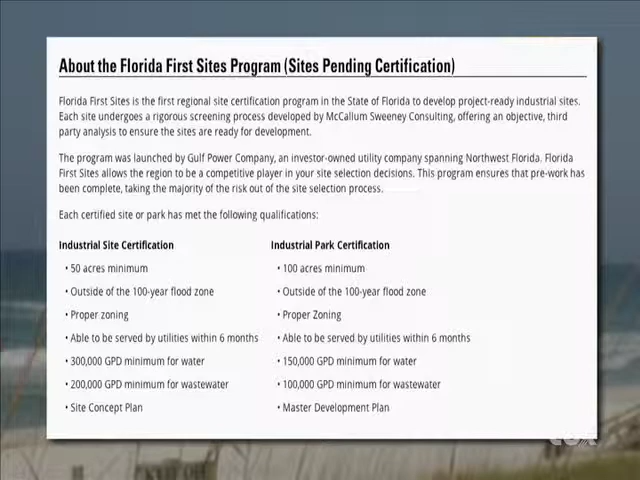 About the Florida First Sites Program (Sites Pending Certification)
Florida First Sites is the first regional site certification program in the State of Florida to develop project-ready industrial sites.
Each site undergoes a rigorous screening process developed by McCallum Sweeney Consulting, offering an objective, third
party analysis to ensure the sites are ready for development.
The program was launched by Gulf Power Company, an investor-owned utility company spanning Northwest Florida. Florida
First Sites allows the region to be a competitive player in your site selection decisions. This program ensures that pre-work has
been complete, taking the majority of the risk out of the site selection process.
Each certified site or park has met the following qualifications:
Industrial Site Certification
• 50 acres minimum
• Outside of the 100-year flood zone
• Proper zoning
• Able to be served by utilities within 6 months
• 300,000 GPD minimum for water
• 200,000 GPD minimum for wastewater
• Site Concept Plan
Industrial Park Certification
• 100 acres minimum
• Outside of the 100-year flood zone
• Proper Zoning
• Able to be served by utilities within 6 months
• 150,000 GPD minimum for water
• 100,000 GPD minimum for wastewater
• Master Development Plan
COX